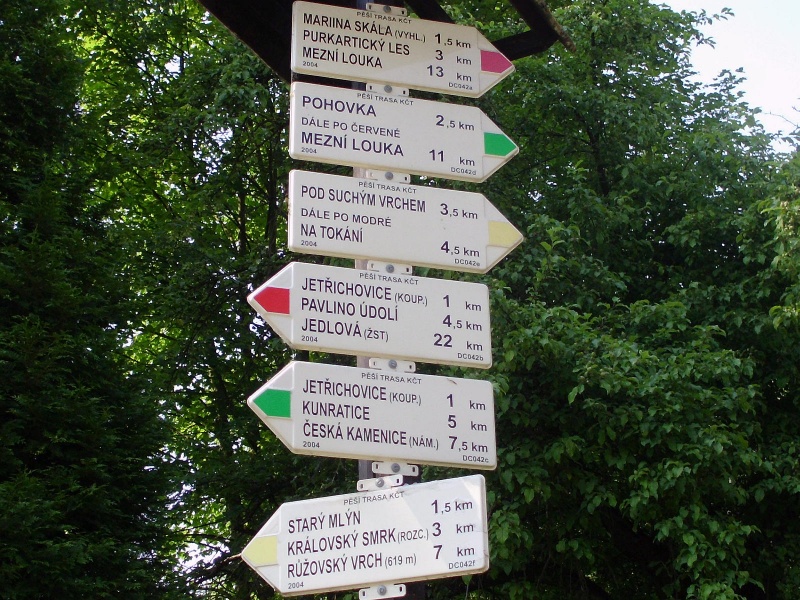 PĚŠÍ TRASA KČT
MARIINA SKÁLA (VYHL.) 1,5 km
PURKARTICKÝ LES 3 km
MEZNÍ LOUKA 13 km
2004 DC042a
PĚŠÍ TRASA KČT
POHOVKA 2,5 km
DÁLE PO ČERVENÉ
MEZNÍ LOUKA 11 km
2004 DC042d
PĚŠÍ TRASA KČT
POD SUCHÝM VRCHEM 3,5 km
DÁLE PO MODRÉ
NA TOKÁNÍ 4,5 km
2004 DC042e
PĚŠÍ TRASA KČT
JETŘICHOVICE (KOUP.) 1 km
PAVLINO ÚDOLÍ 4,5 km
JEDLOVÁ (ŽST) 22 km
2004 DC042b
PĚŠÍ TRASA KČT
JETŘICHOVICE (KOUP.) 1 km
KUNRATICE 5 km
ČESKÁ KAMENICE (NÁM.) 7,5 km
2004 DC042c
PĚŠÍ TRASA KČT
STARÝ MLÝN 1,5 km
KRÁLOVSKÝ SMRK (ROZC.) 3 km
RŮŽOVSKÝ VRCH (619 m) 7 km
2004 DC042f